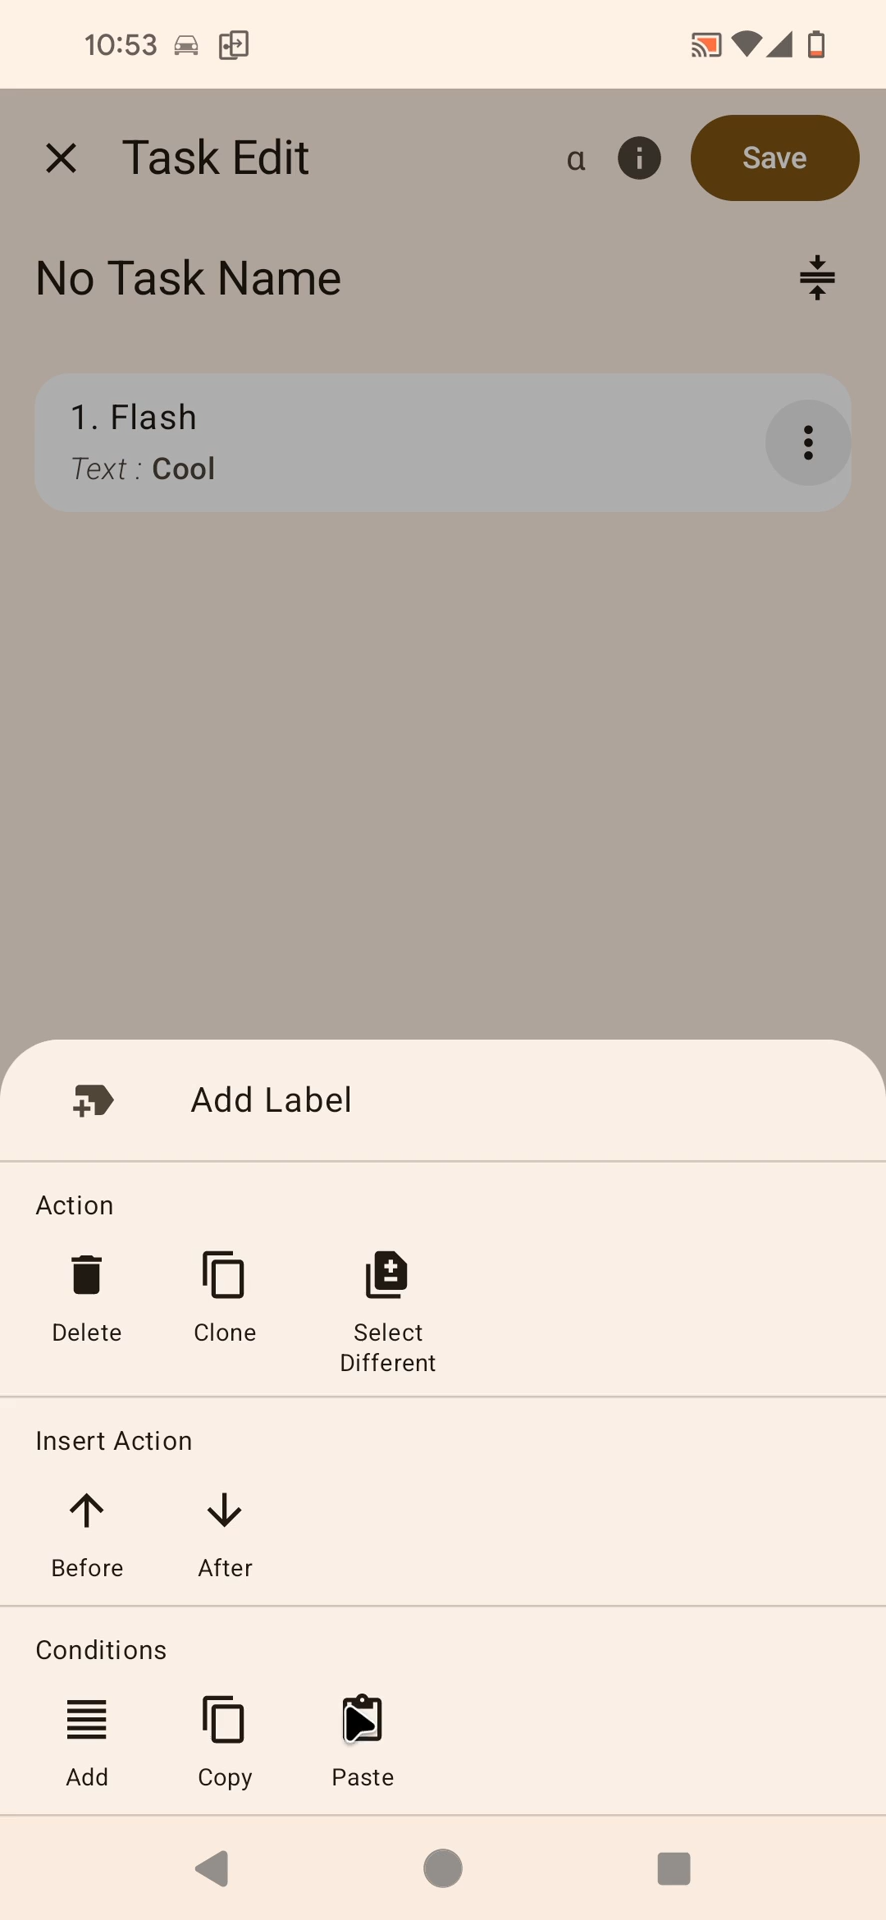 10:53
Task Edit
α
Save
No Task Name
1. Flash
Text : Cool
Add Label
Action
Delete
Clone
Select
Different
Insert Action
Before
After
Conditions
Add
Copy
Paste